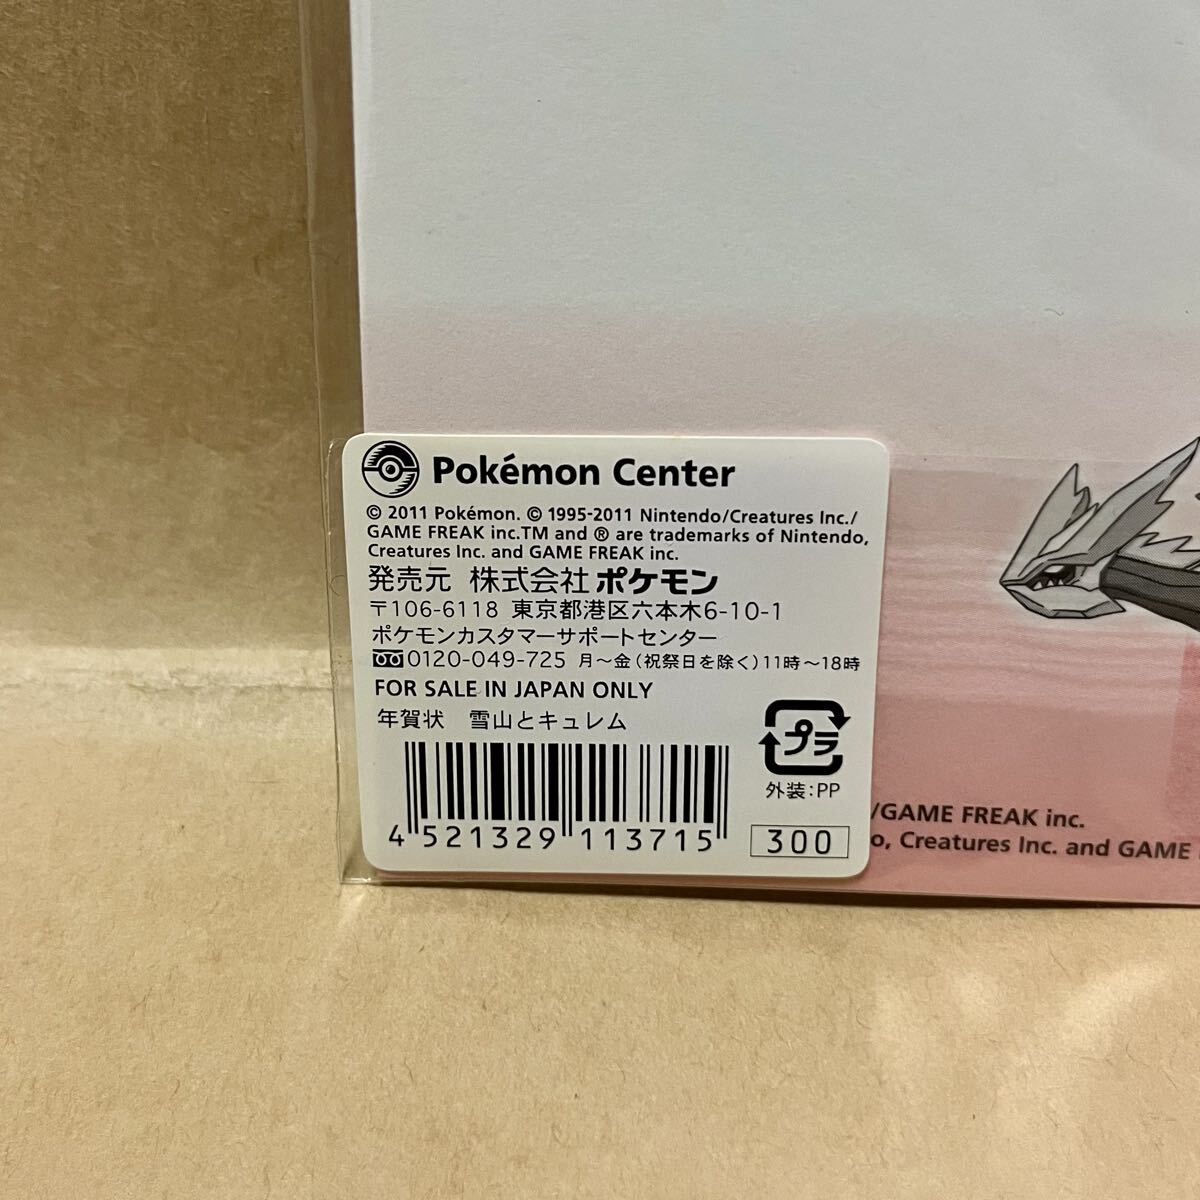 Pokémon Center
© 2011 Pokémon. © 1995-2011 Nintendo/Creatures Inc./
GAME FREAK inc.TM and ® are trademarks of Nintendo,
Creatures Inc. and GAME FREAK inc.
発売元 株式会社ポケモン
〒106-6118 東京都港区六本木6-10-1
ポケモンカスタマーサポートセンター
0120-049-725 月～金（祝祭日を除く）11時～18時
FOR SALE IN JAPAN ONLY
年賀状 雪山とキュレム
プラ
外装:PP
4 521329 113715
300
/GAME FREAK inc.
o, Creatures Inc. and GAME